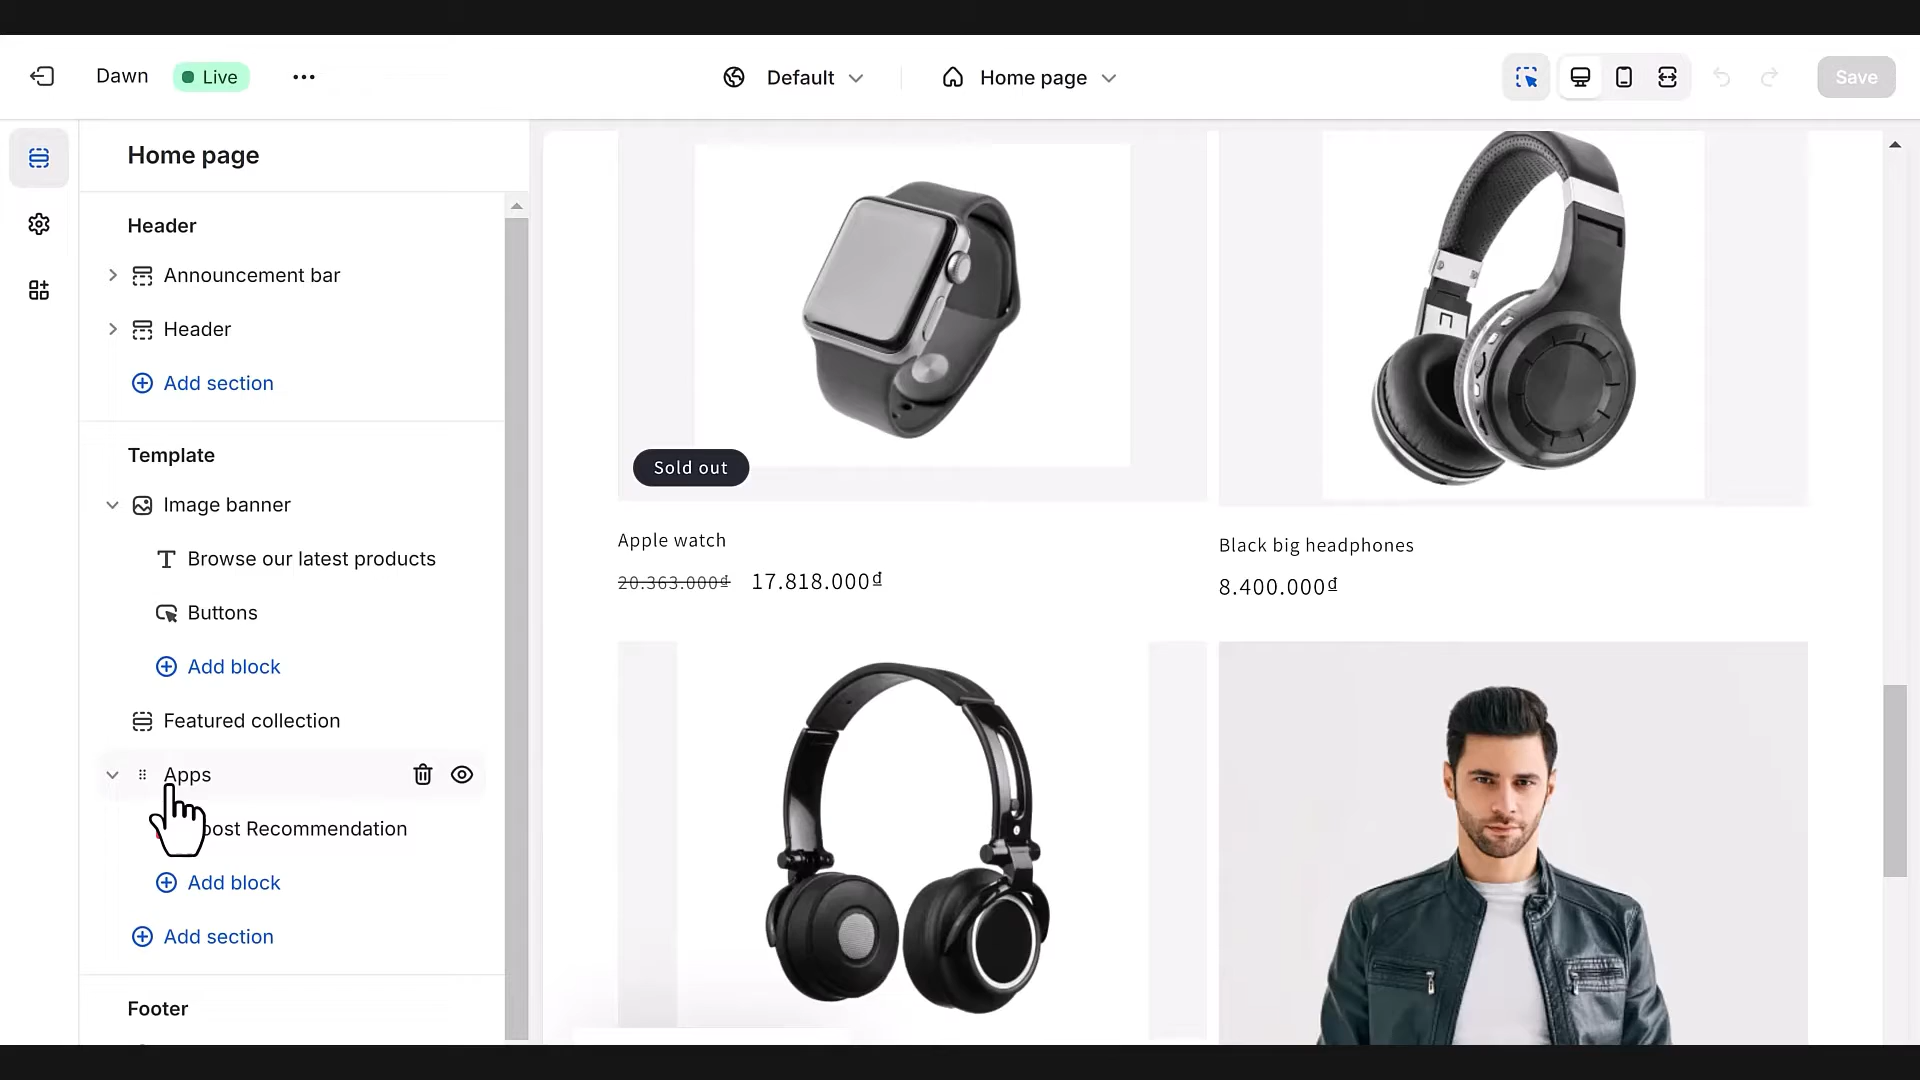 Dawn
Live
Default
Home page
Save
Home page
Header
Announcement bar
Header
Add section
Template
Image banner
Browse our latest products
Buttons
Add block
Featured collection
Apps
oost Recommendation
Add block
Add section
Footer
Sold out
Apple watch
20.363.000₫ 17.818.000₫
Black big headphones
8.400.000₫